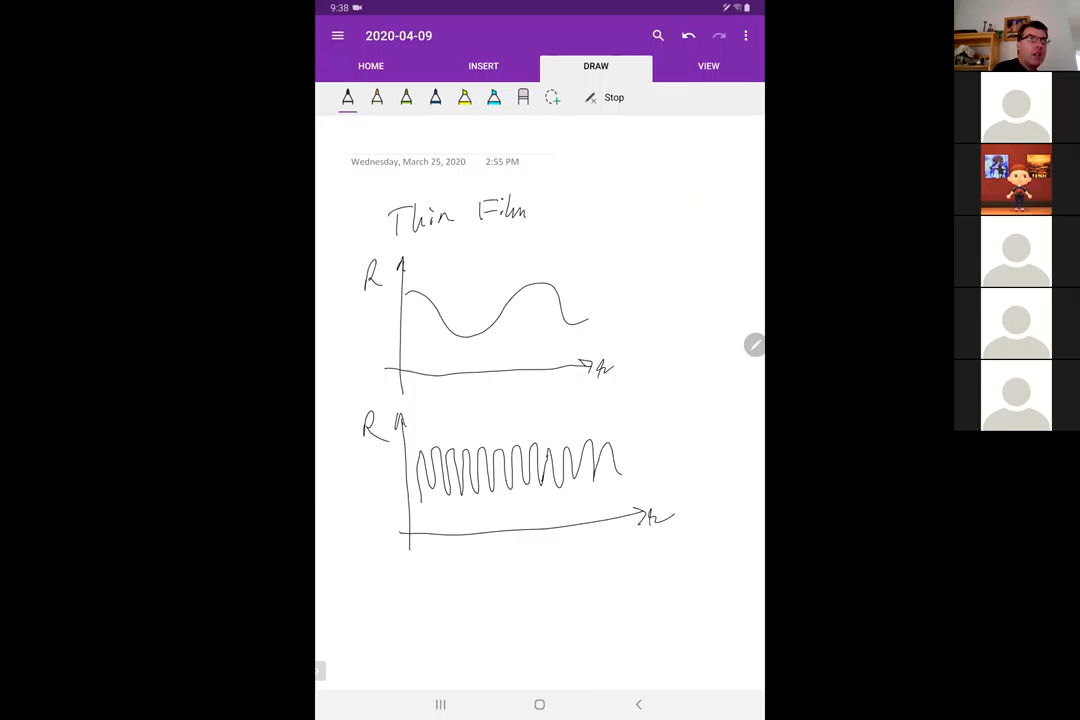 9:38
2020-04-09
HOME INSERT DRAW VIEW
Stop
Wednesday, March 25, 2020 2:55 PM
Thin Film
R
R